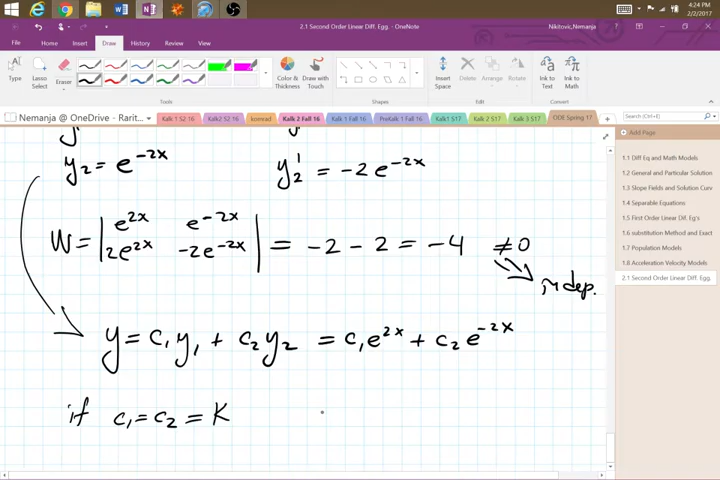 2.1 Second Order Linear Diff. Egg. - OneNote
Nikitovic, Nemanja
4:24 PM
2/2/2017
File Home Insert Draw History Review View
Type
Lasso Select
Eraser
Color & Thickness
Draw with Touch
Insert Space
Delete
Arrange
Rotate
Ink to Text
Ink to Math
Tools
Shapes
Edit
Convert
Nemanja @ OneDrive - Rarit...
Kalk 1 S2 16
Kalk2 S2 16
konrad
Kalk 2 Fall 16
Kalk 1 Fall 16
PreKalk 1 Fall 16
Kalk1 S17
Kalk 2 S17
Kalk 3 S17
ODE Spring 17
Search (Ctrl+E)
Add Page
1.1 Diff Eq and Math Models
1.2 General and Particular Solution
1.3 Slope Fields and Solution Curv
1.4 Separable Equations
1.5 First Order Linear Dif. Eg's
1.6 substitution Method and Exact
1.7 Population Models
1.8 Acceleration Velocity Models
2.1 Second Order Linear Diff. Eg
y₂ = e^-2x y₂' = -2e^-2x
W = | e^2x e^-2x |
| 2e^2x -2e^-2x | = -2 - 2 = -4 ≠ 0
indep.
y = c₁y₁ + c₂y₂ = c₁e^2x + c₂e^-2x
if c₁ = c₂ = K